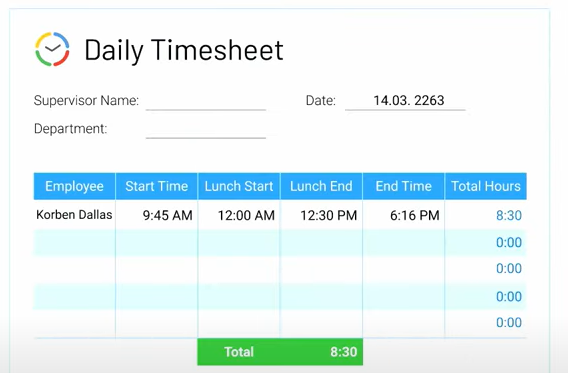 Daily Timesheet
Supervisor Name: Date: 14.03. 2263
Department:
Employee Start Time Lunch Start Lunch End End Time Total Hours
Korben Dallas 9:45 AM 12:00 AM 12:30 PM 6:16 PM 8:30
0:00
0:00
0:00
0:00
Total 8:30